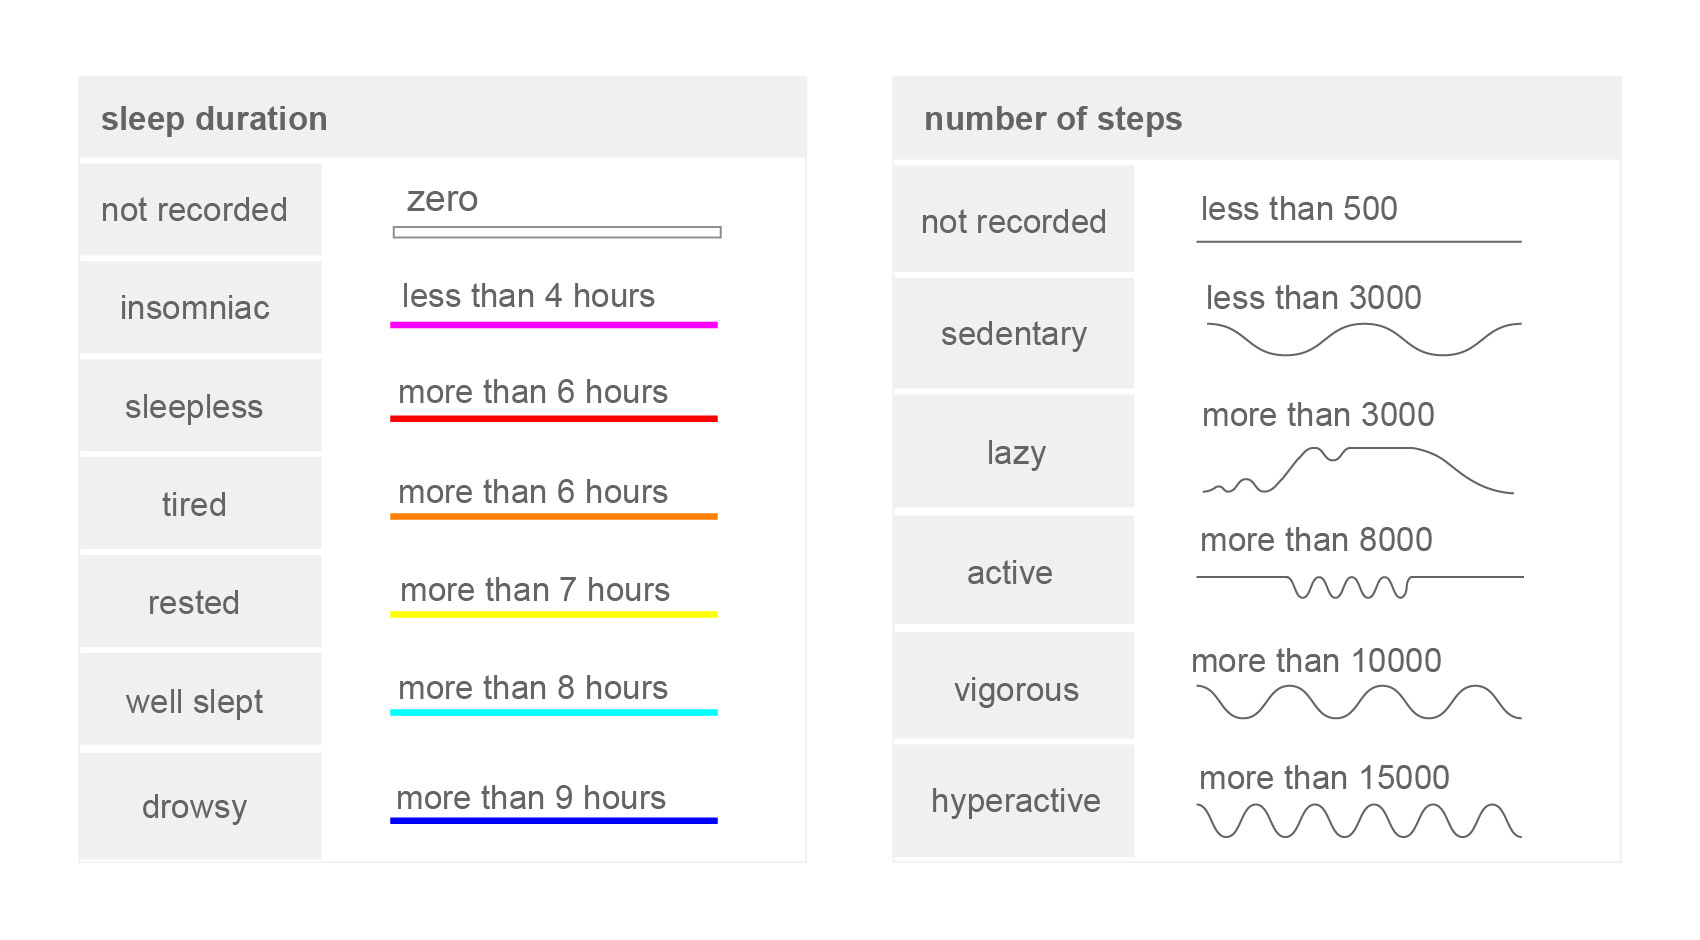 sleep duration
not recorded
zero
insomniac
less than 4 hours
sleepless
more than 6 hours
tired
more than 6 hours
rested
more than 7 hours
well slept
more than 8 hours
drowsy
more than 9 hours
number of steps
not recorded
less than 500
sedentary
less than 3000
lazy
more than 3000
active
more than 8000
vigorous
more than 10000
hyperactive
more than 15000